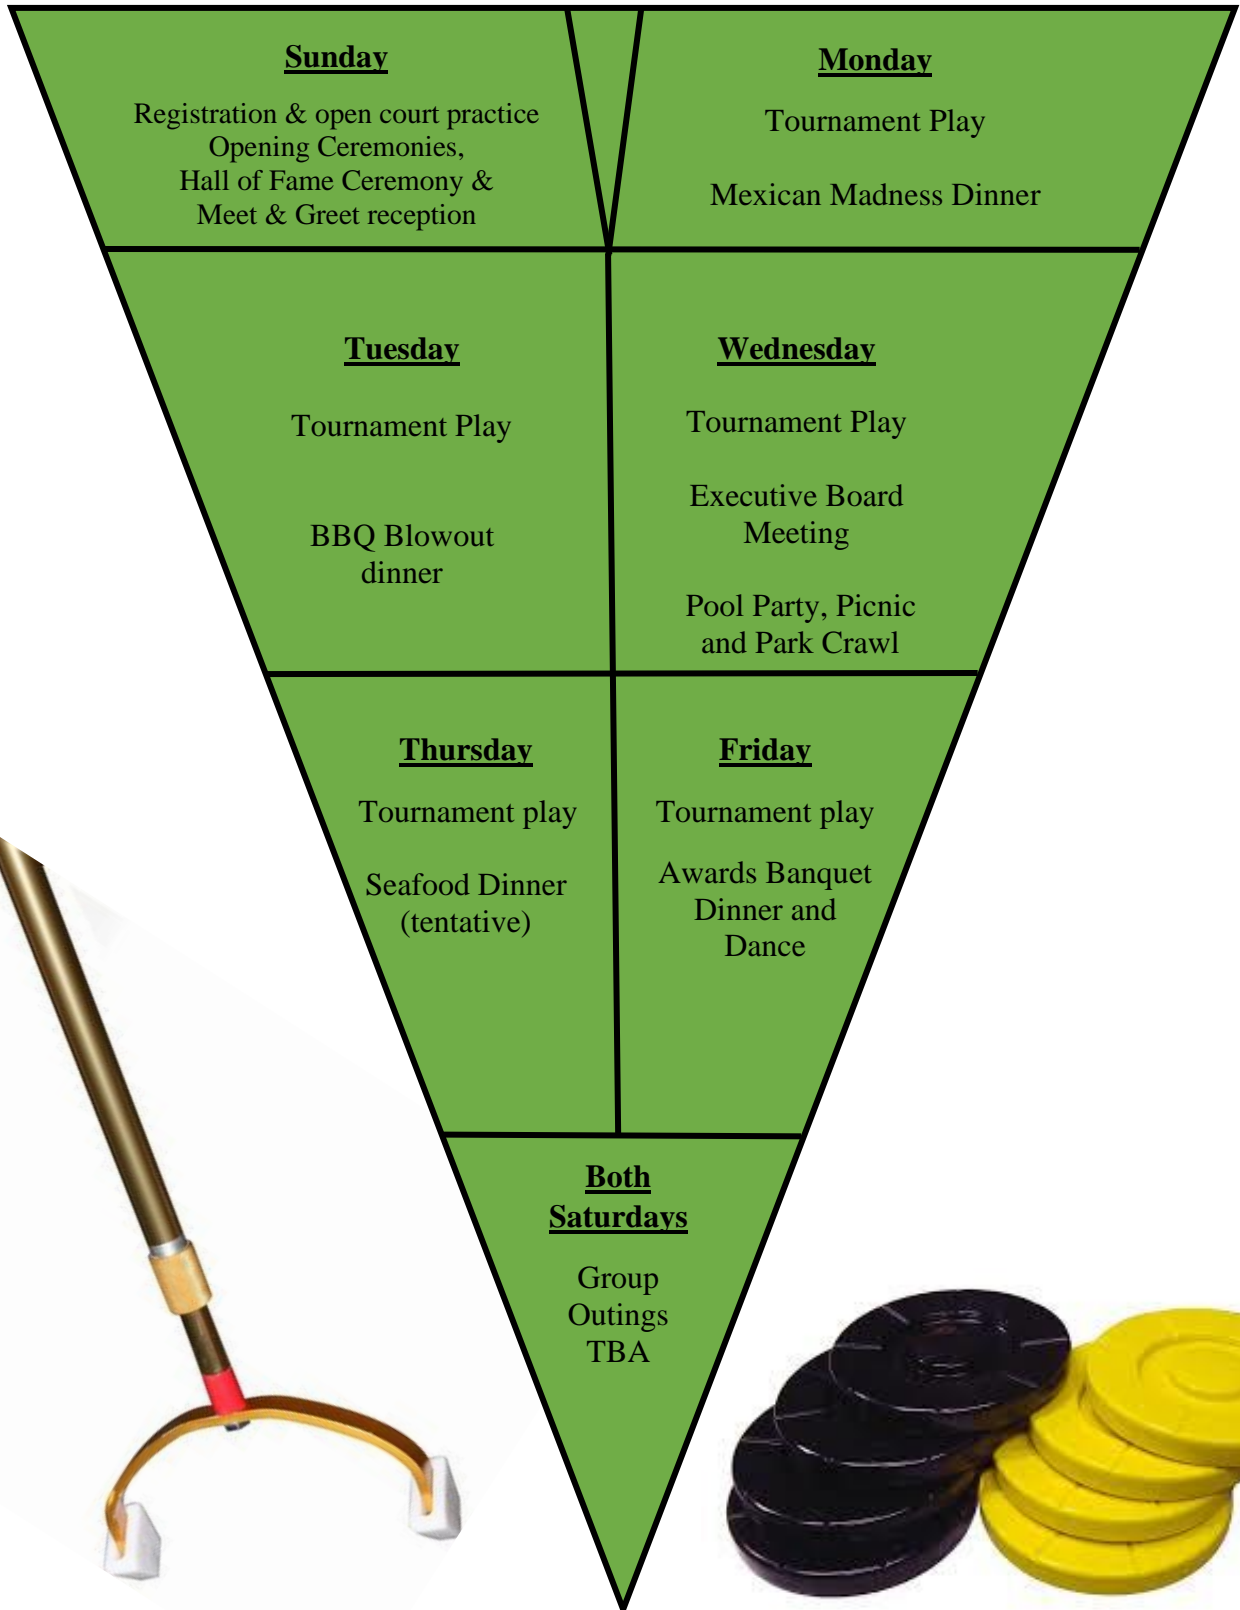 Sunday
Registration & open court practice
Opening Ceremonies,
Hall of Fame Ceremony &
Meet & Greet reception
Monday
Tournament Play
Mexican Madness Dinner
Tuesday
Tournament Play
BBQ Blowout
dinner
Wednesday
Tournament Play
Executive Board
Meeting
Pool Party, Picnic
and Park Crawl
Thursday
Tournament play
Seafood Dinner
(tentative)
Friday
Tournament play
Awards Banquet
Dinner and
Dance
Both
Saturdays
Group
Outings
TBA